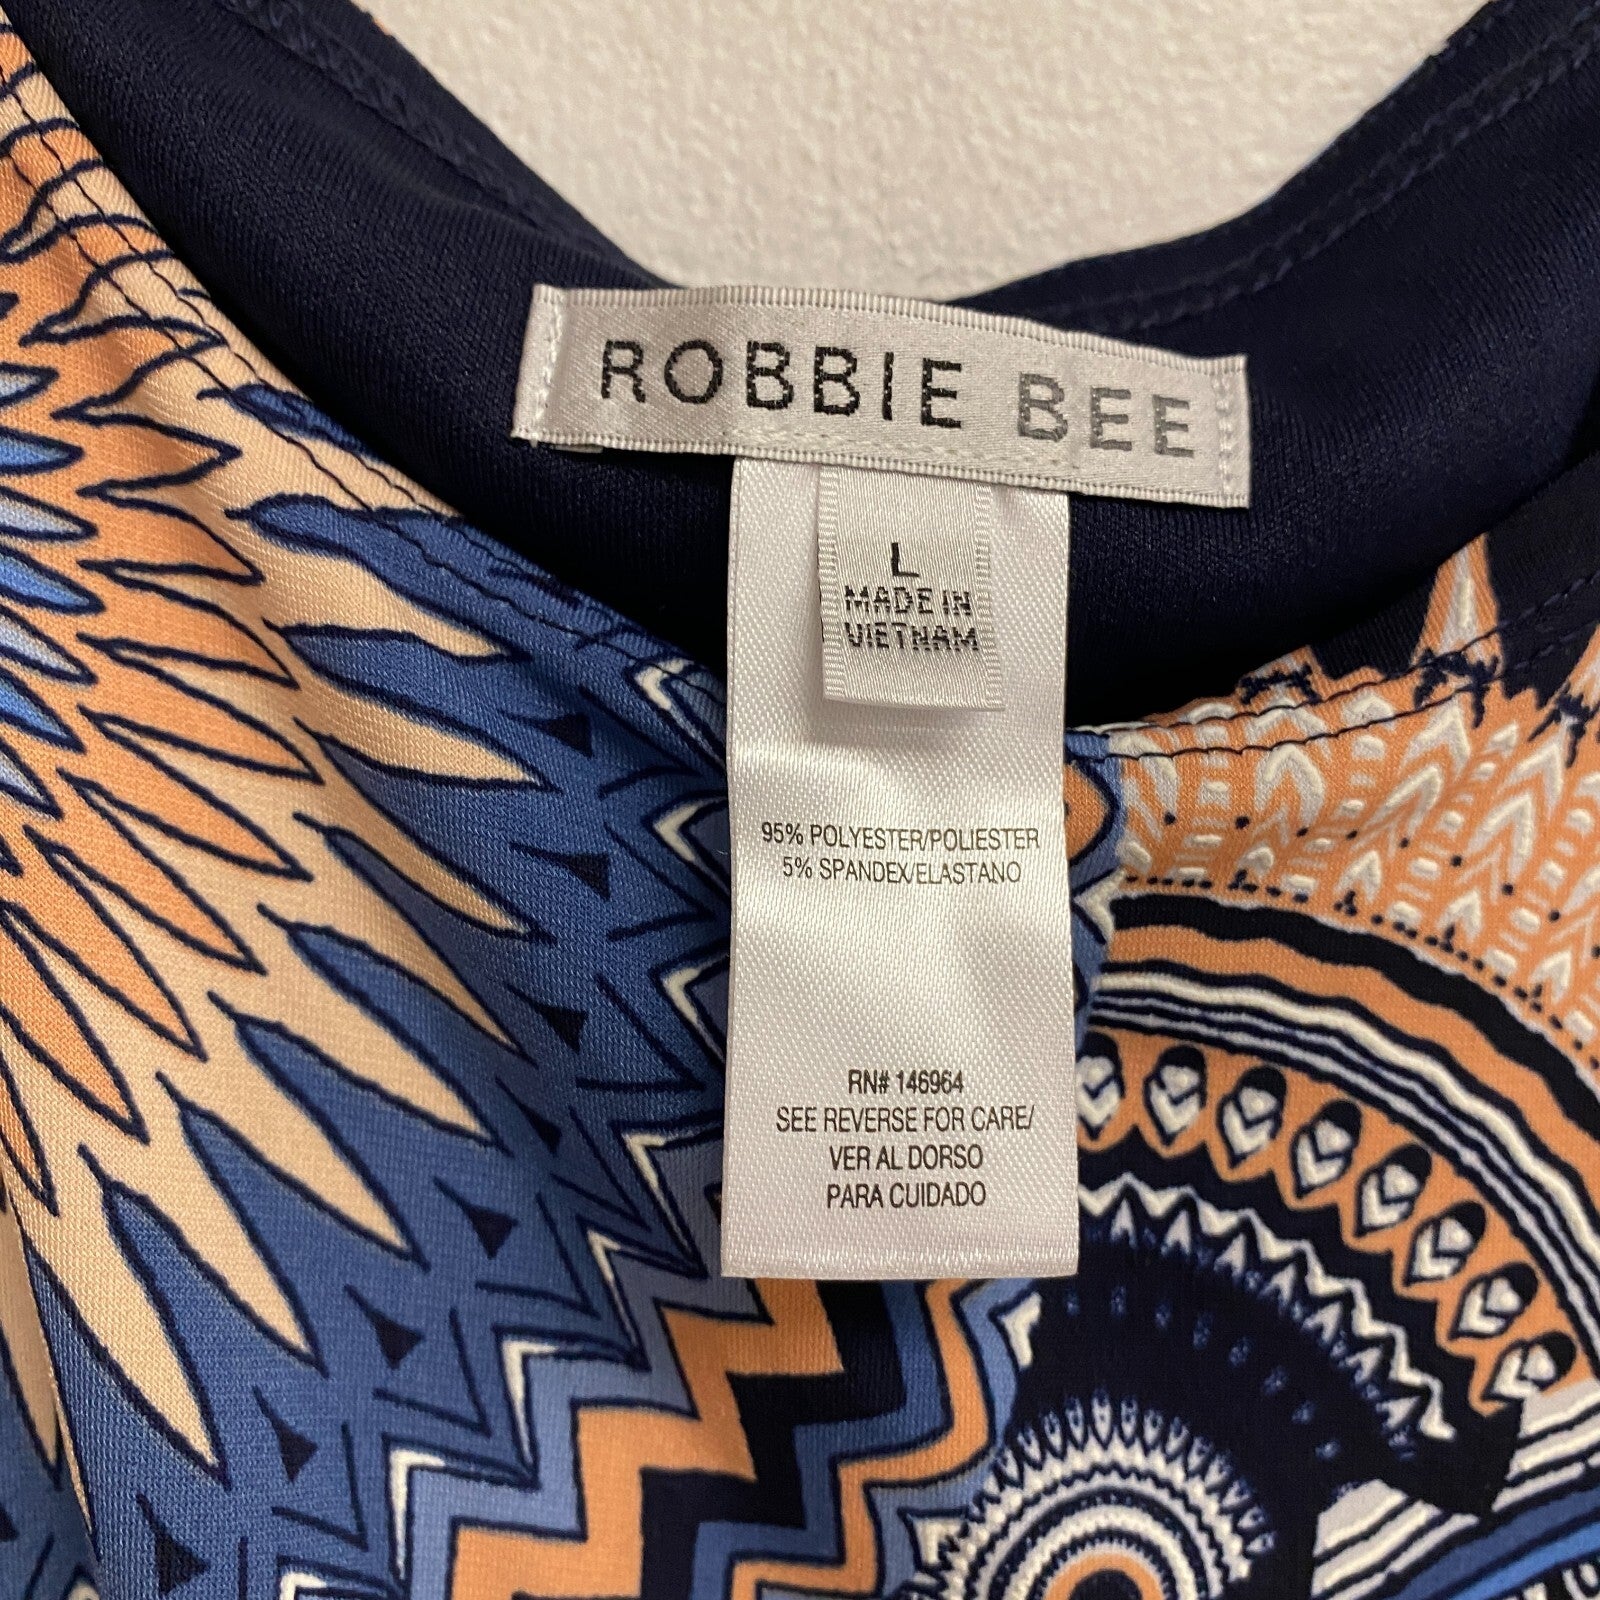 ROBBIE BEE
L
MADE IN
VIETNAM
95% POLYESTER/POLIESTER
5% SPANDEX/ELASTANO
RN# 146964
SEE REVERSE FOR CARE/
VER AL DORSO
PARA CUIDADO